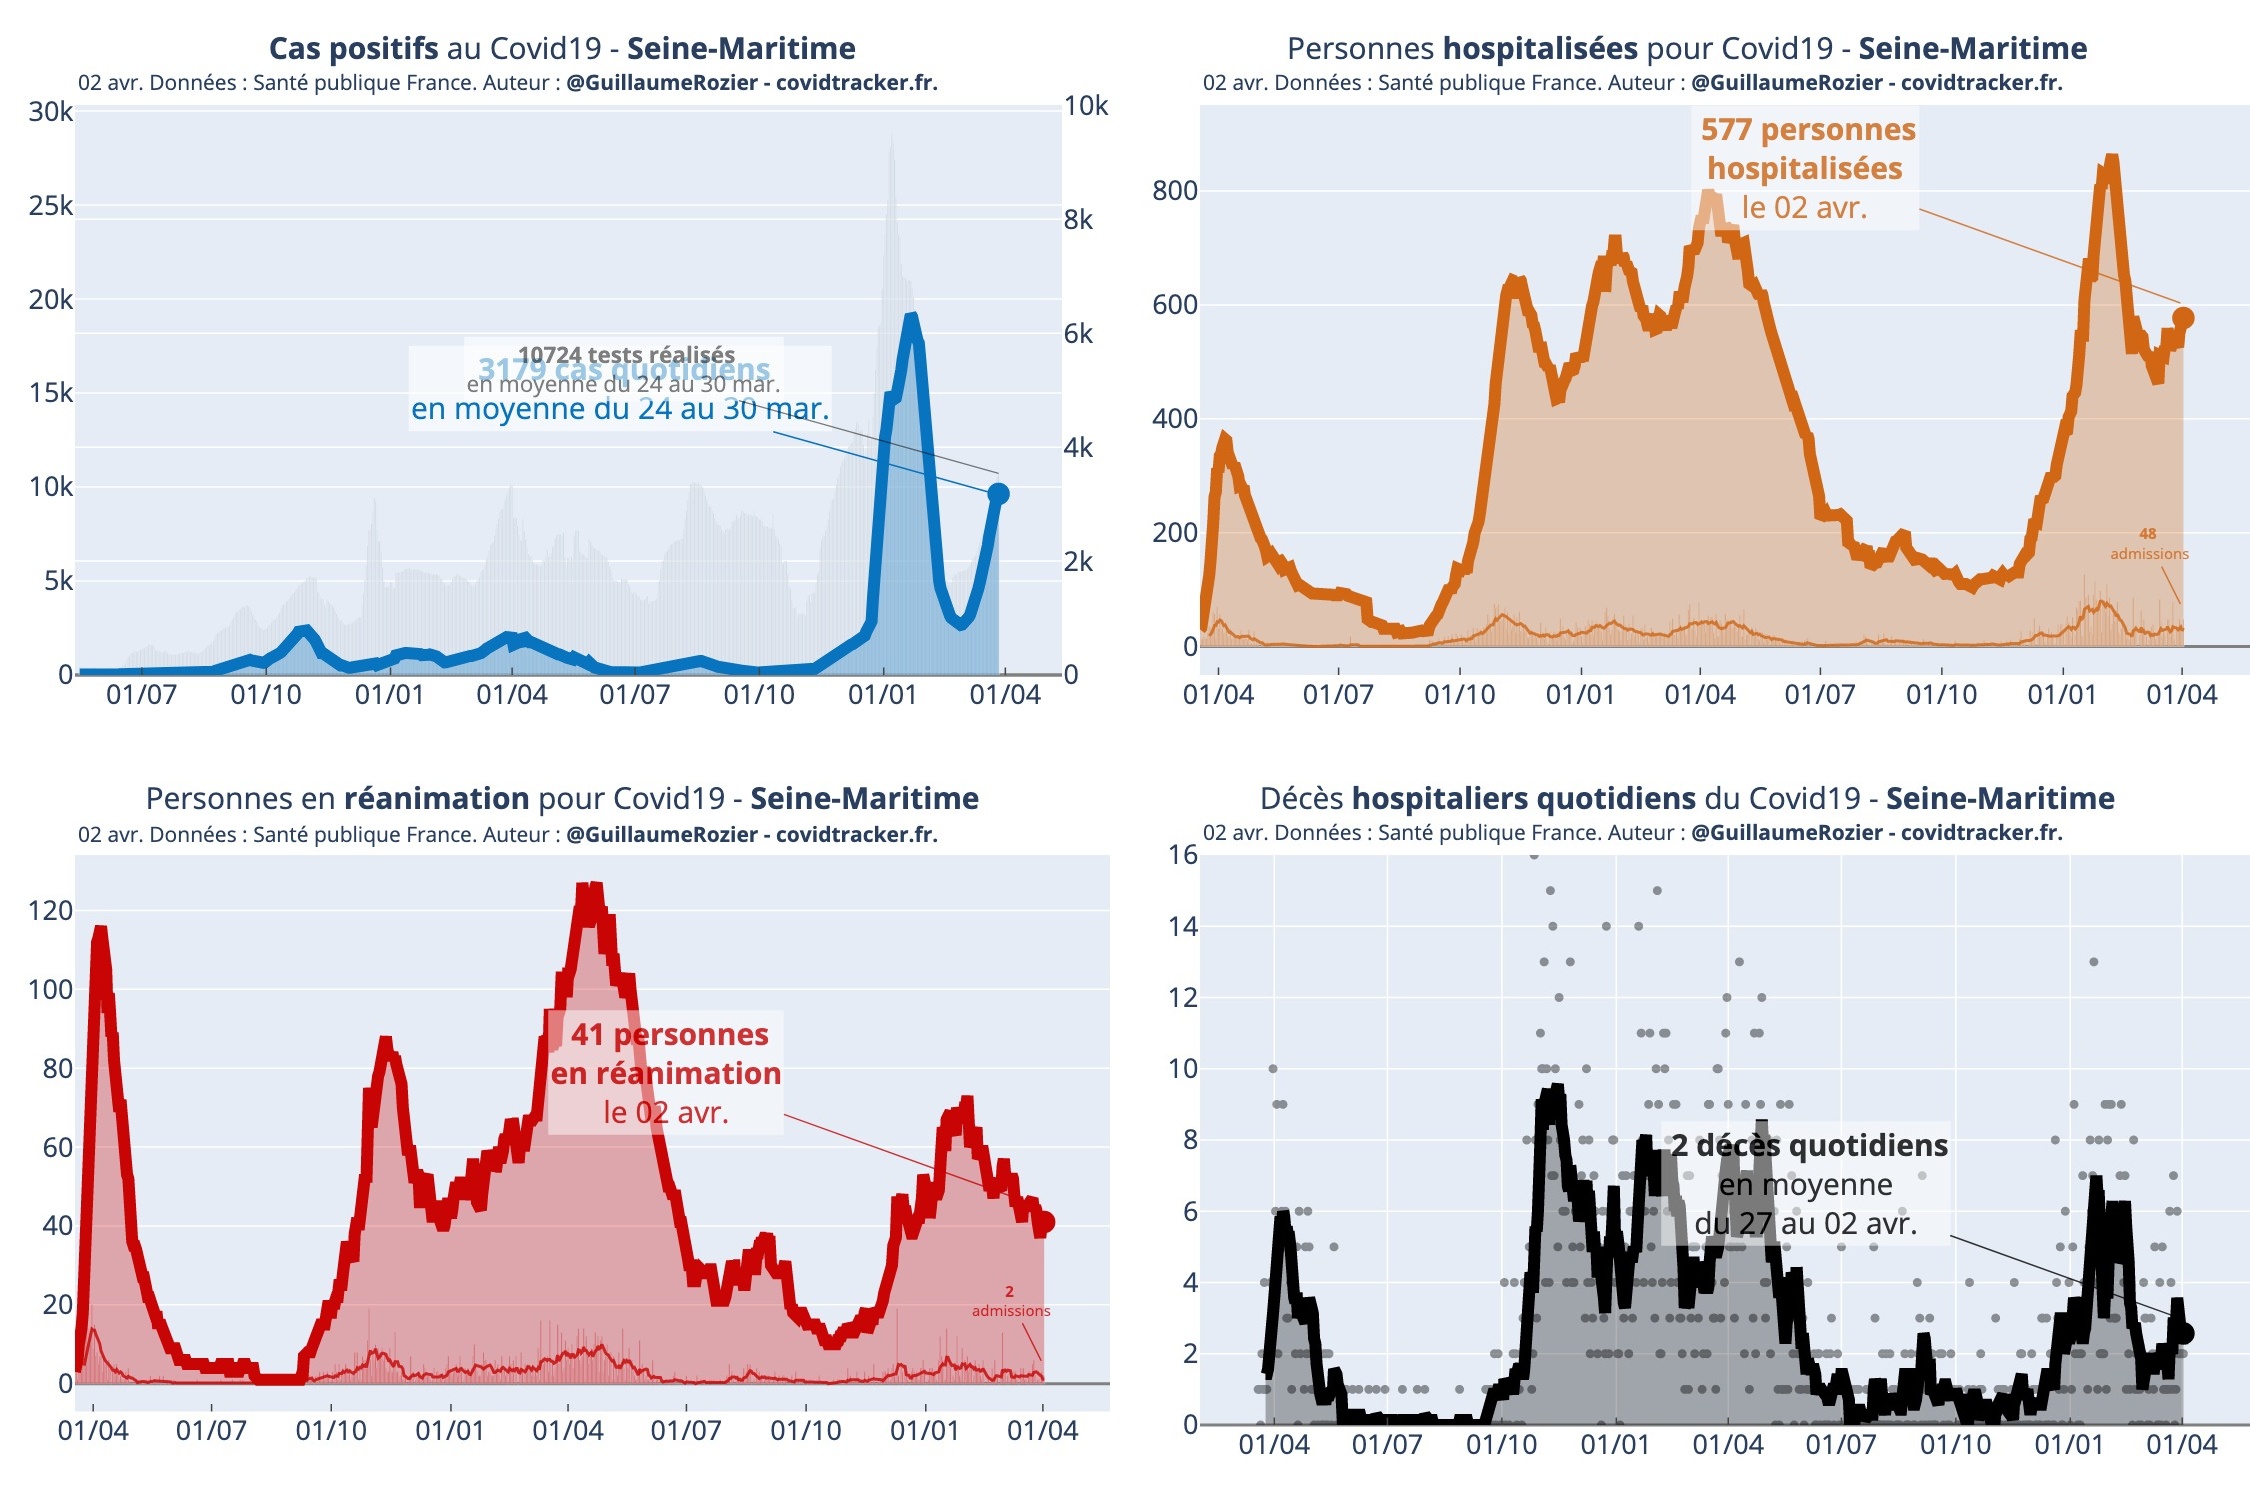 Cas positifs au Covid19 - Seine-Maritime
02 avr. Données : Santé publique France. Auteur : @GuillaumeRozier - covidtracker.fr.
30k
25k
20k
15k
10k
5k
0
10k
8k
6k
4k
2k
0
10724 tests réalisés
en moyenne du 24 au 30 mar.
3179 cas quotidiens
en moyenne du 24 au 30 mar.
01/07 01/10 01/01 01/04 01/07 01/10 01/01 01/04
Personnes hospitalisées pour Covid19 - Seine-Maritime
02 avr. Données : Santé publique France. Auteur : @GuillaumeRozier - covidtracker.fr.
577 personnes
hospitalisées
le 02 avr.
800
600
400
200
0
48
admissions
01/04 01/07 01/10 01/01 01/04 01/07 01/10 01/01 01/04
Personnes en réanimation pour Covid19 - Seine-Maritime
02 avr. Données : Santé publique France. Auteur : @GuillaumeRozier - covidtracker.fr.
120
100
80
60
40
20
0
41 personnes
en réanimation
le 02 avr.
2
admissions
01/04 01/07 01/10 01/01 01/04 01/07 01/10 01/01 01/04
Décès hospitaliers quotidiens du Covid19 - Seine-Maritime
02 avr. Données : Santé publique France. Auteur : @GuillaumeRozier - covidtracker.fr.
16
14
12
10
8
6
4
2
0
2 décès quotidiens
en moyenne
du 27 au 02 avr.
01/04 01/07 01/10 01/01 01/04 01/07 01/10 01/01 01/04